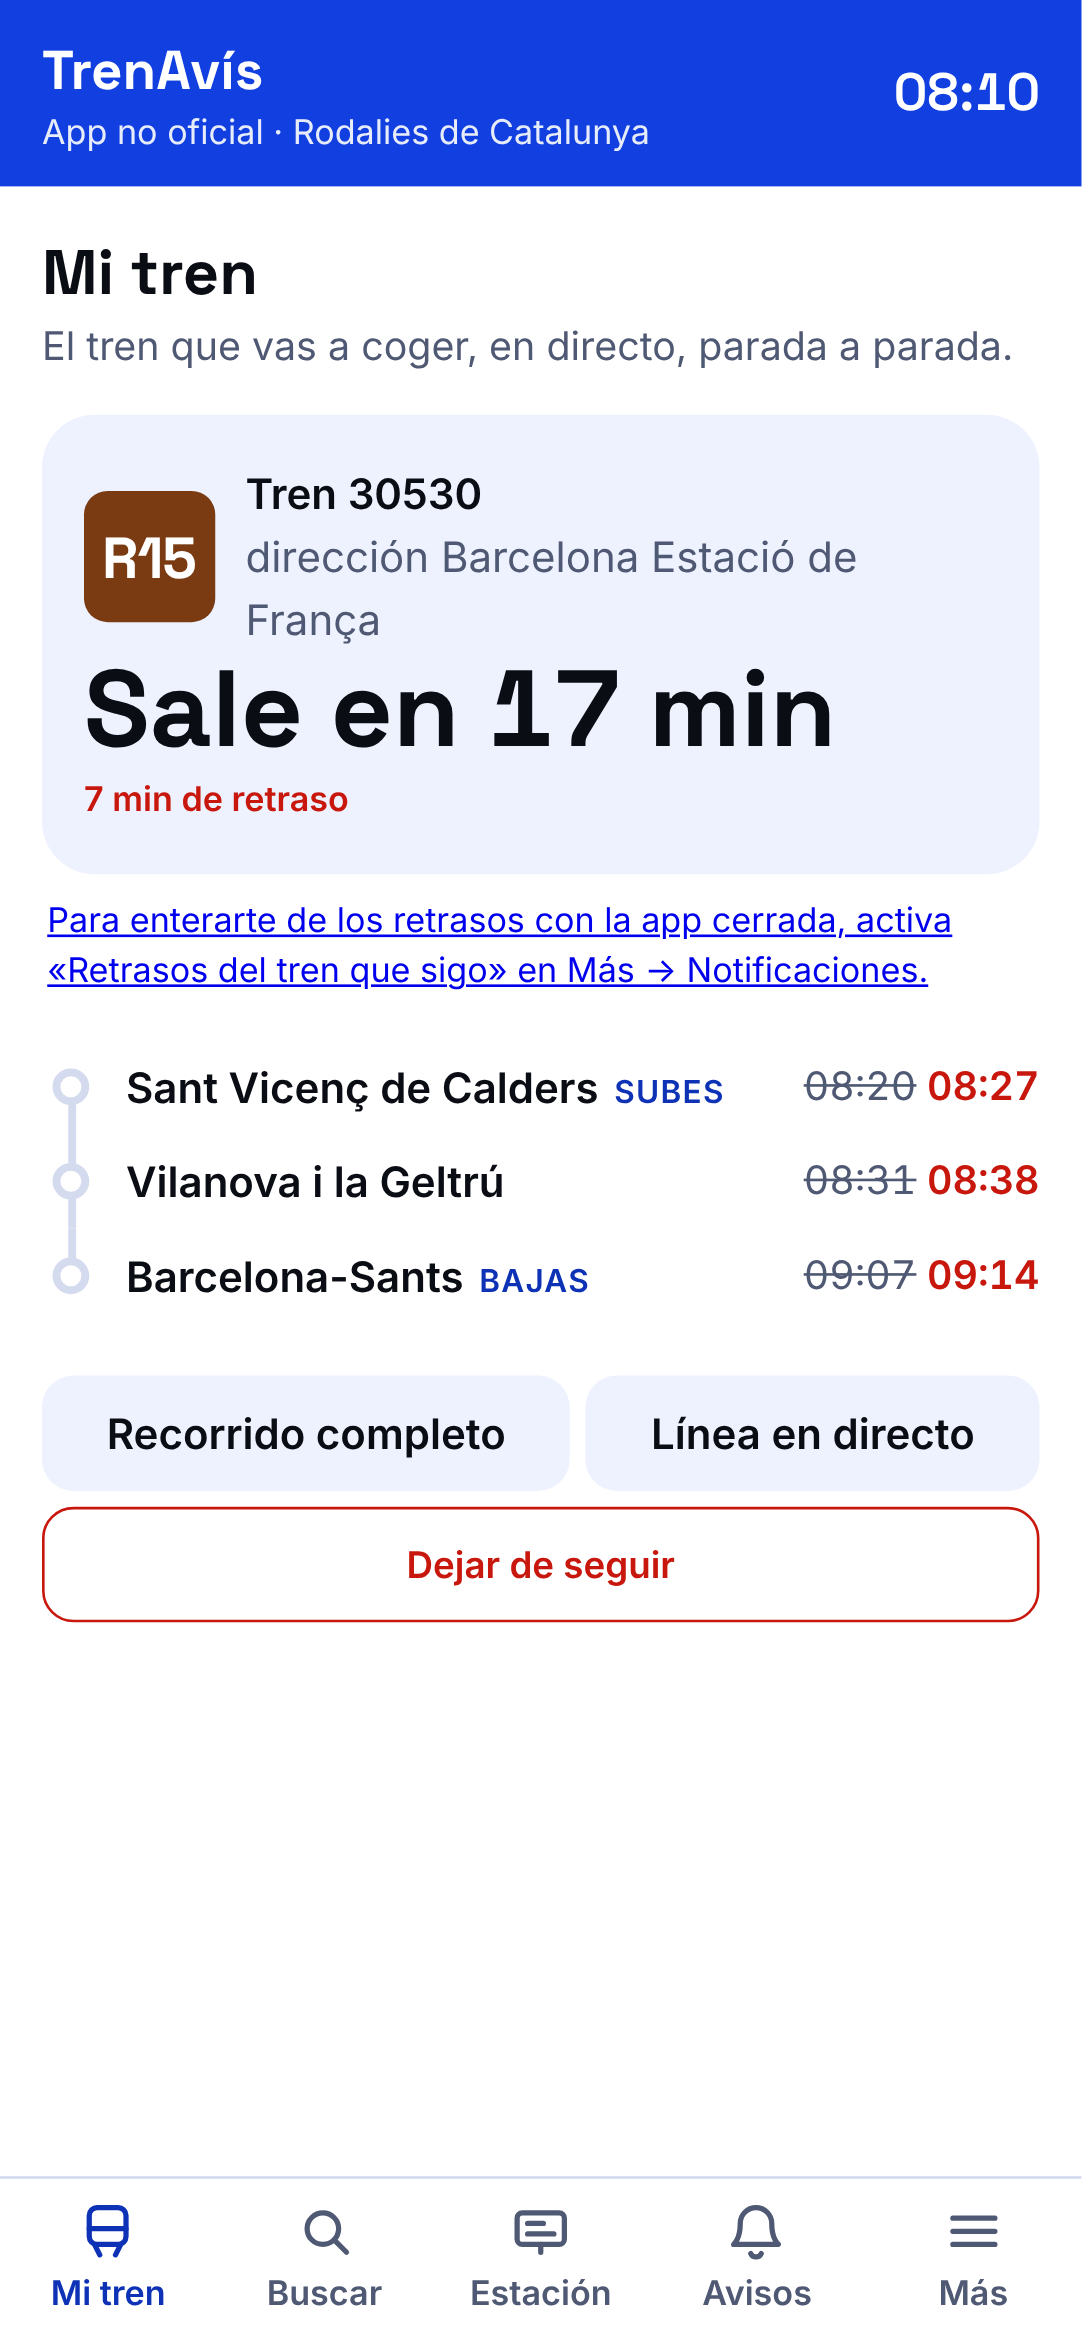 TrenAvís
App no oficial · Rodalies de Catalunya
08:10
Mi tren
El tren que vas a coger, en directo, parada a parada.
R15
Tren 30530
dirección Barcelona Estació de
França
Sale en 17 min
7 min de retraso
Para enterarte de los retrasos con la app cerrada, activa
«Retrasos del tren que sigo» en Más → Notificaciones.
Sant Vicenç de Calders SUBES 08:20 08:27
Vilanova i la Geltrú 08:31 08:38
Barcelona-Sants BAJAS 09:07 09:14
Recorrido completo
Línea en directo
Dejar de seguir
Mi tren
Buscar
Estación
Avisos
Más